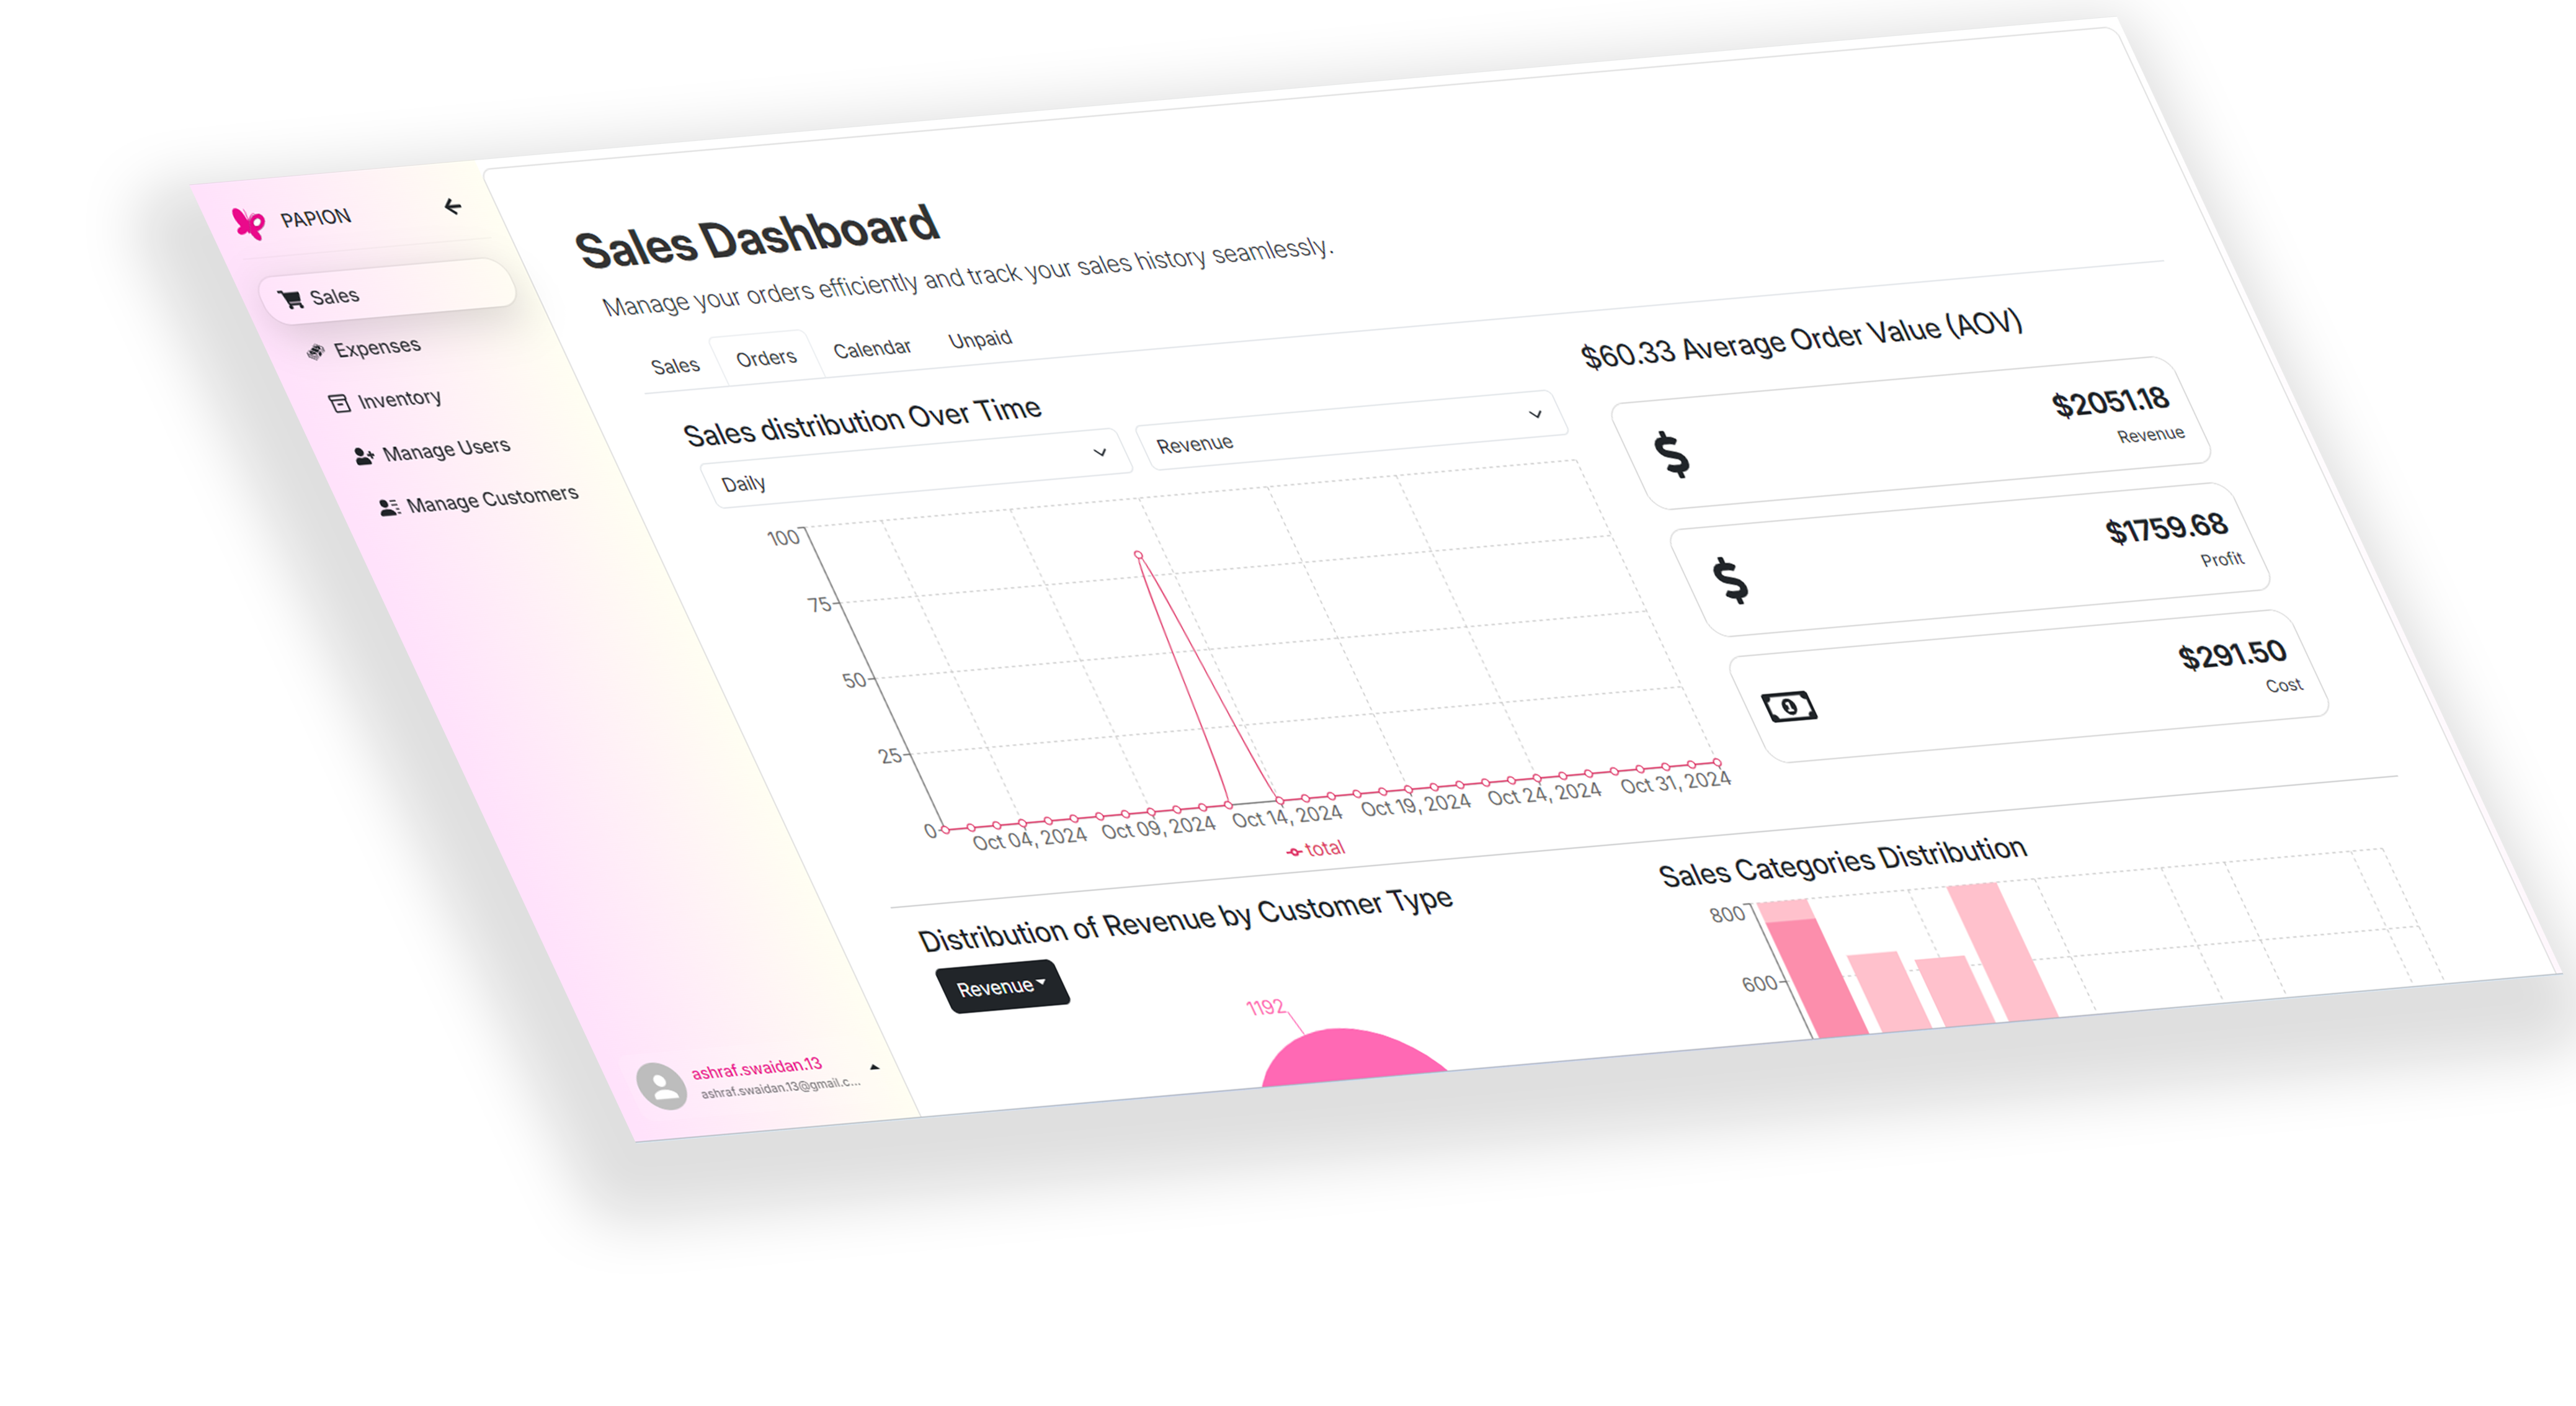 PAPION
Sales
Expenses
Inventory
Manage Users
Manage Customers
ashraf.swaidan.13
ashraf.swaidan.13@gmail.c...
Sales Dashboard
Manage your orders efficiently and track your sales history seamlessly.
Sales Orders Calendar Unpaid
Sales distribution Over Time
Daily
Revenue
100
75
50
25
0
Oct 04, 2024 Oct 09, 2024 Oct 14, 2024 Oct 19, 2024 Oct 24, 2024 Oct 31, 2024
total
$60.33 Average Order Value (AOV)
$2051.18
Revenue
$1759.68
Profit
$291.50
Cost
Distribution of Revenue by Customer Type
Revenue
1192
Sales Categories Distribution
800
600